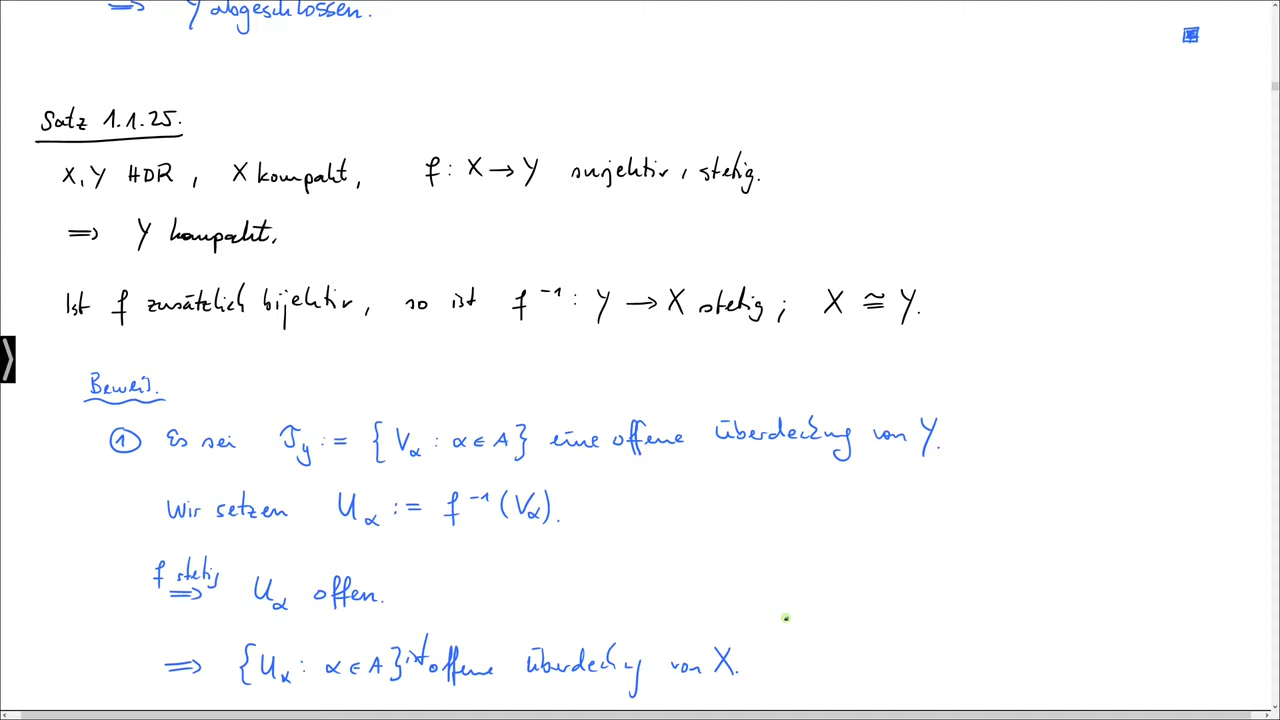 ⟹ Y abgeschlossen.
Satz 1.1.25.
X, Y HDR, X kompakt, f : X → Y surjektiv, stetig.
⟹ Y kompakt.
Ist f zusätzlich bijektiv, so ist f⁻¹ : Y → X stetig; X ≅ Y.
Beweis.
① Es sei 𝒯_Y := { V_α : α ∈ A } eine offene Überdeckung von Y.
Wir setzen U_α := f⁻¹(V_α).
f stetig
⟹ U_α offen.
⟹ {U_α : α ∈ A} ist offene Überdeckung von X.